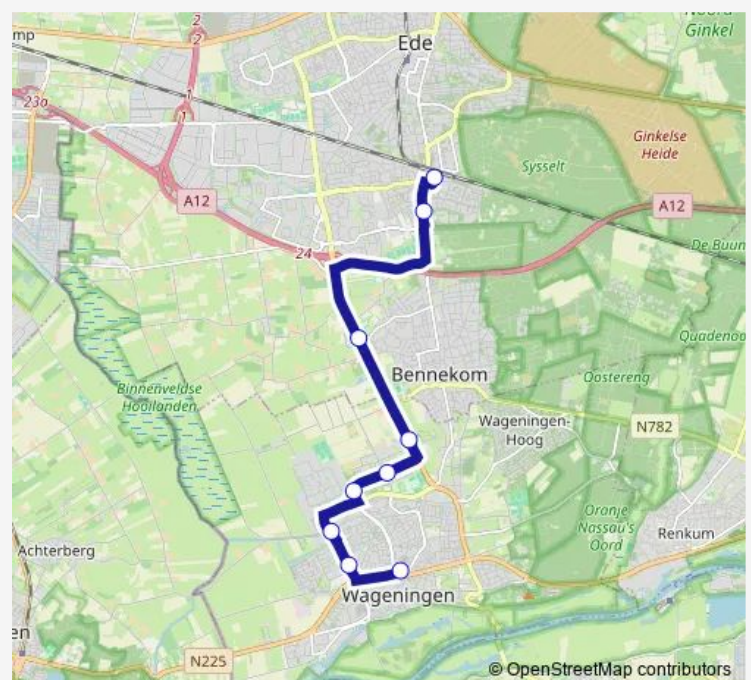 Noord
Ginkel
mp
Ede
2
2
1
1
23a
Ginkelse
Heide
Sysselt
A12
A12
24
De Buun
Quadenoo
Bennekom
Oostereng
Binnenveldse
Hooilanden
Wageningen-
Hoog
N782
Oranje
Nassau's
Oord
Renkum
Achterberg
Wageningen
en
N225
© OpenStreetMap contributors